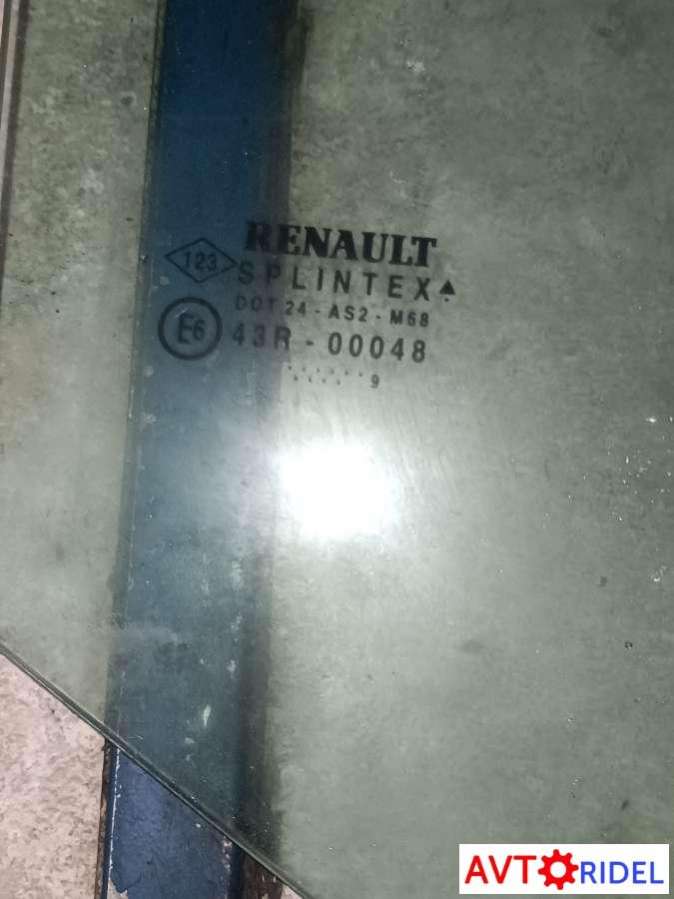 RENAULT
123
SPLINTEX
DOT 24 - AS2 - M68
E6
43R - 00048
9
AVTORIDEL